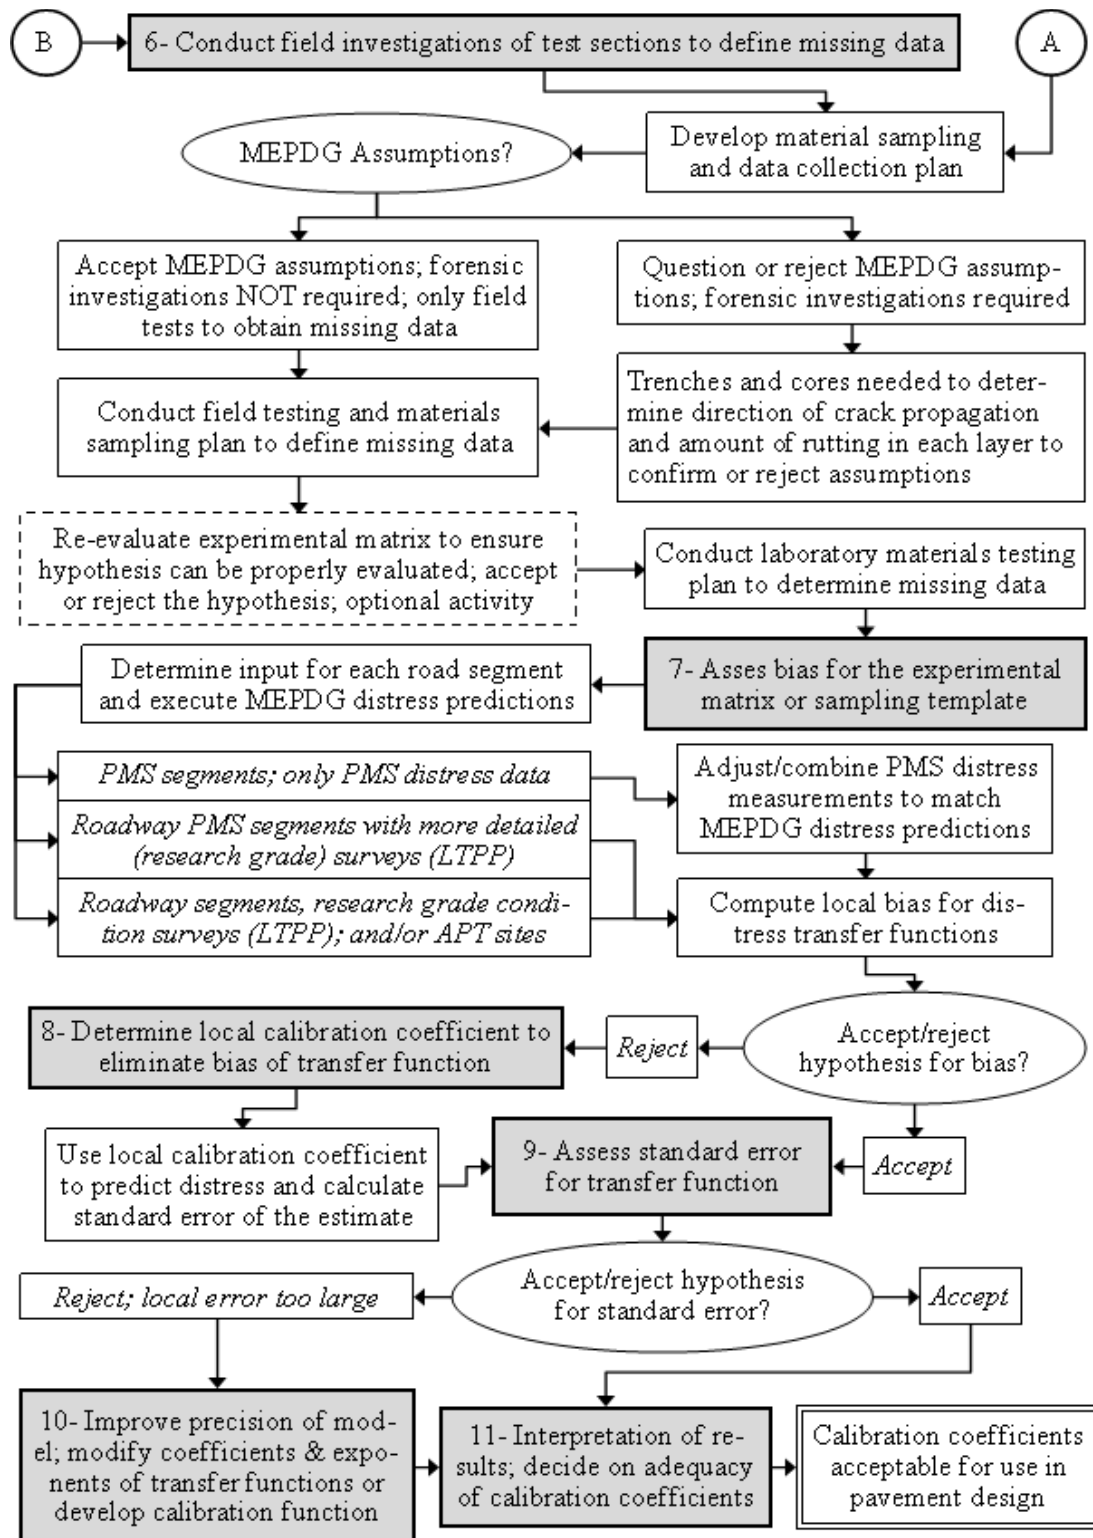 B
6- Conduct field investigations of test sections to define missing data
A
MEPDG Assumptions?
Develop material sampling
and data collection plan
Accept MEPDG assumptions; forensic
investigations NOT required; only field
tests to obtain missing data
Question or reject MEPDG assump-
tions; forensic investigations required
Conduct field testing and materials
sampling plan to define missing data
Trenches and cores needed to deter-
mine direction of crack propagation
and amount of rutting in each layer to
confirm or reject assumptions
Re-evaluate experimental matrix to ensure
hypothesis can be properly evaluated; accept
or reject the hypothesis; optional activity
Conduct laboratory materials testing
plan to determine missing data
Determine input for each road segment
and execute MEPDG distress predictions
7- Asses bias for the experimental
matrix or sampling template
PMS segments; only PMS distress data
Roadway PMS segments with more detailed
(research grade) surveys (LTPP)
Roadway segments, research grade condi-
tion surveys (LTPP); and/or APT sites
Adjust/combine PMS distress
measurements to match
MEPDG distress predictions
Compute local bias for dis-
tress transfer functions
8- Determine local calibration coefficient to
eliminate bias of transfer function
Reject
Accept/reject
hypothesis for bias?
Use local calibration coefficient
to predict distress and calculate
standard error of the estimate
9- Assess standard error
for transfer function
Accept
Reject; local error too large
Accept/reject hypothesis
for standard error?
Accept
10- Improve precision of mod-
el; modify coefficients & expo-
nents of transfer functions or
develop calibration function
11- Interpretation of re-
sults; decide on adequacy
of calibration coefficients
Calibration coefficients
acceptable for use in
pavement design